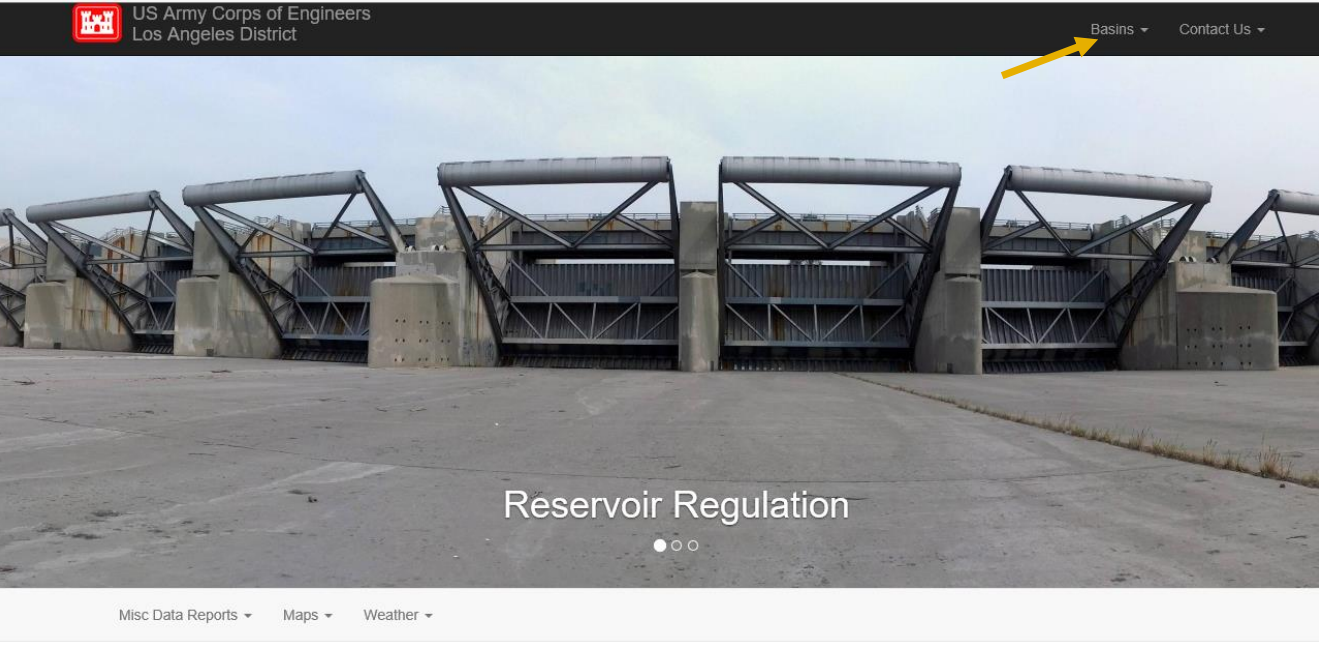 US Army Corps of Engineers
Los Angeles District
Basins
Contact Us
Reservoir Regulation
Misc Data Reports
Maps
Weather